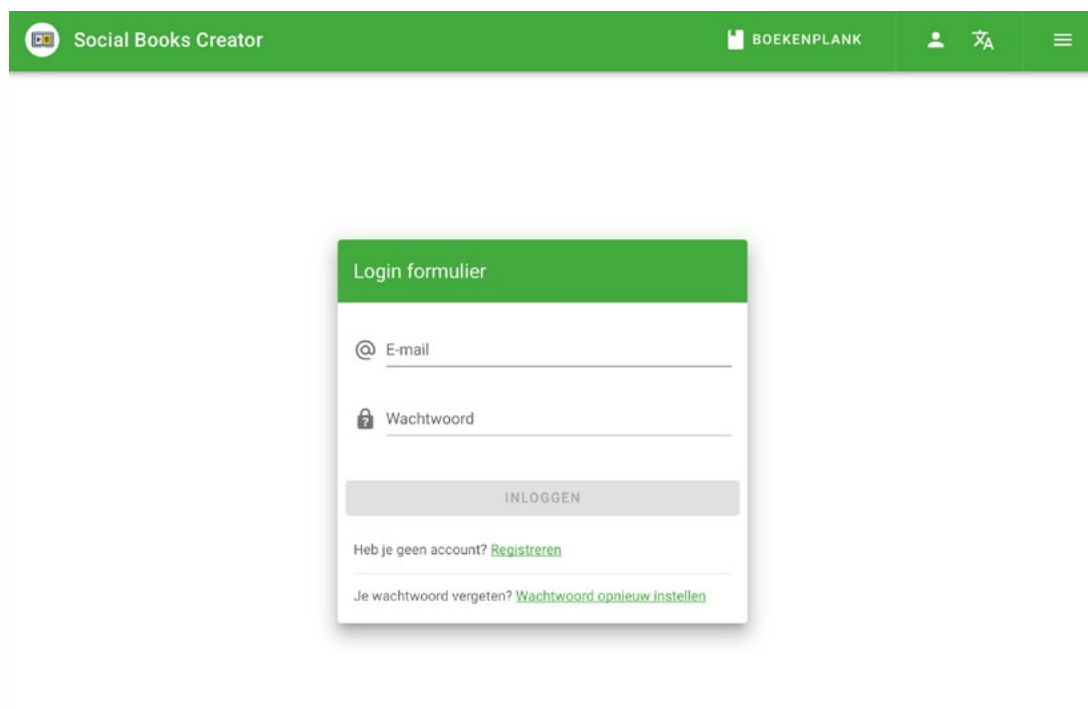 Social Books Creator
BOEKENPLANK
Login formulier
E-mail
Wachtwoord
INLOGGEN
Heb je geen account? Registreren
Je wachtwoord vergeten? Wachtwoord opnieuw instellen